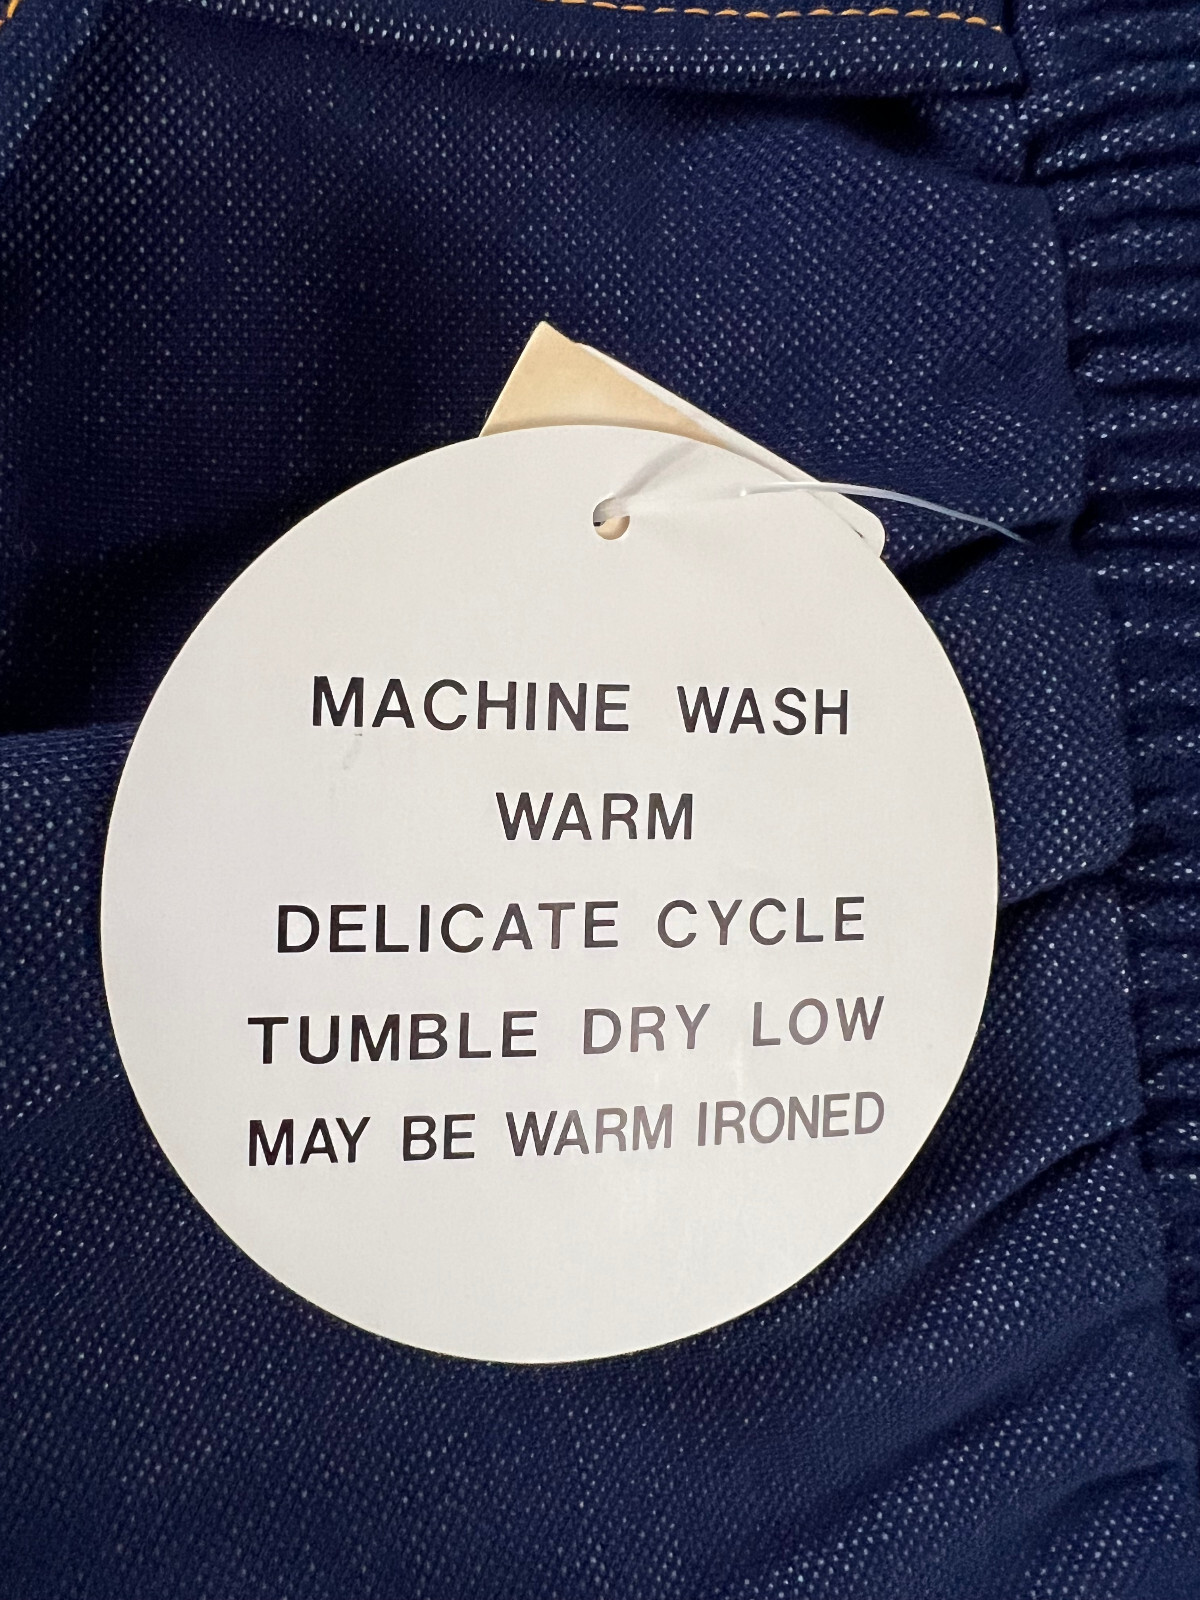 MACHINE WASH
WARM
DELICATE CYCLE
TUMBLE DRY LOW
MAY BE WARM IRONED